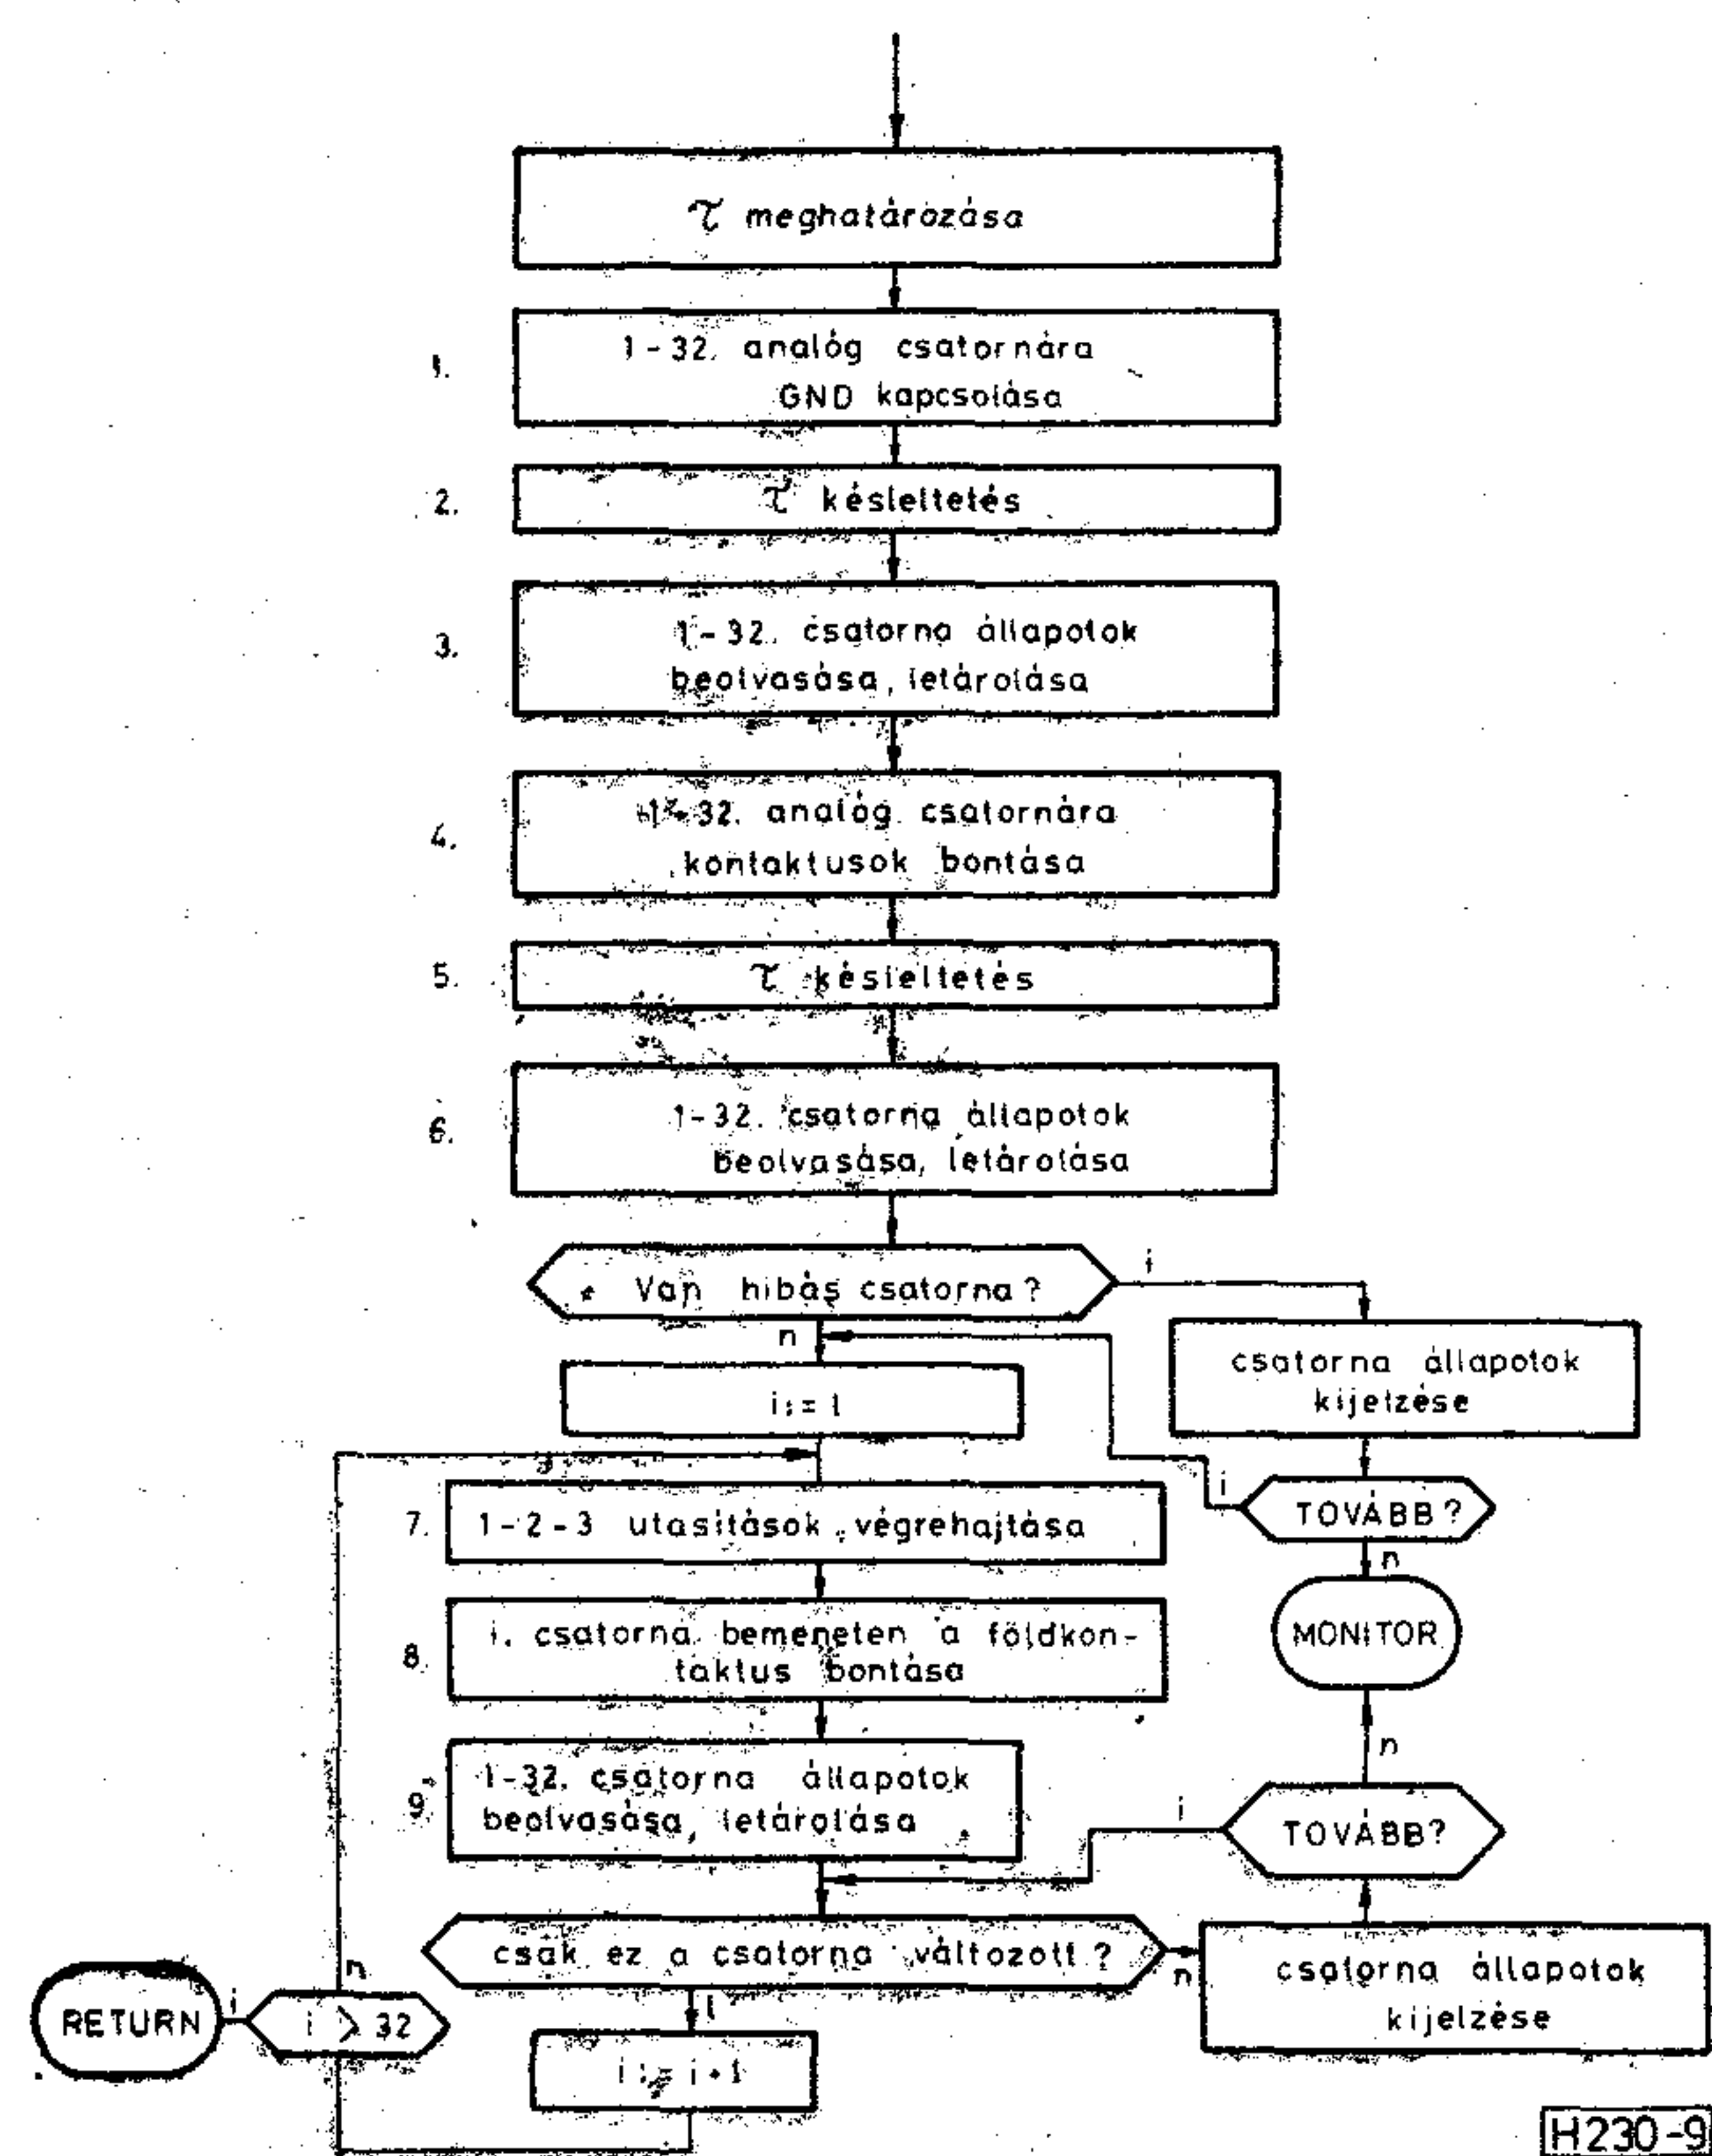 τ meghatározása
1. 1-32. analóg csatornára
GND kapcsolása
2. τ késleltetés
3. 1-32. csatorna állapotok
beolvasása, letárolása
4. 1-32. analóg csatornára
kontaktusok bontása
5. τ késleltetés
6. 1-32. csatorna állapotok
beolvasása, letárolása
Van hibás csatorna? i
n
csatorna állapotok
kijelzése
i:=1
i TOVÁBB?
n
7. 1-2-3 utasítások végrehajtása
8. i. csatorna bemeneten a földkon-
taktus bontása
MONITOR
n
9. 1-32. csatorna állapotok
beolvasása, letárolása
i TOVÁBB?
csak ez a csatorna változott? n
i
csatorna állapotok
kijelzése
n
RETURN i i > 32
i:= i+1
H230-9